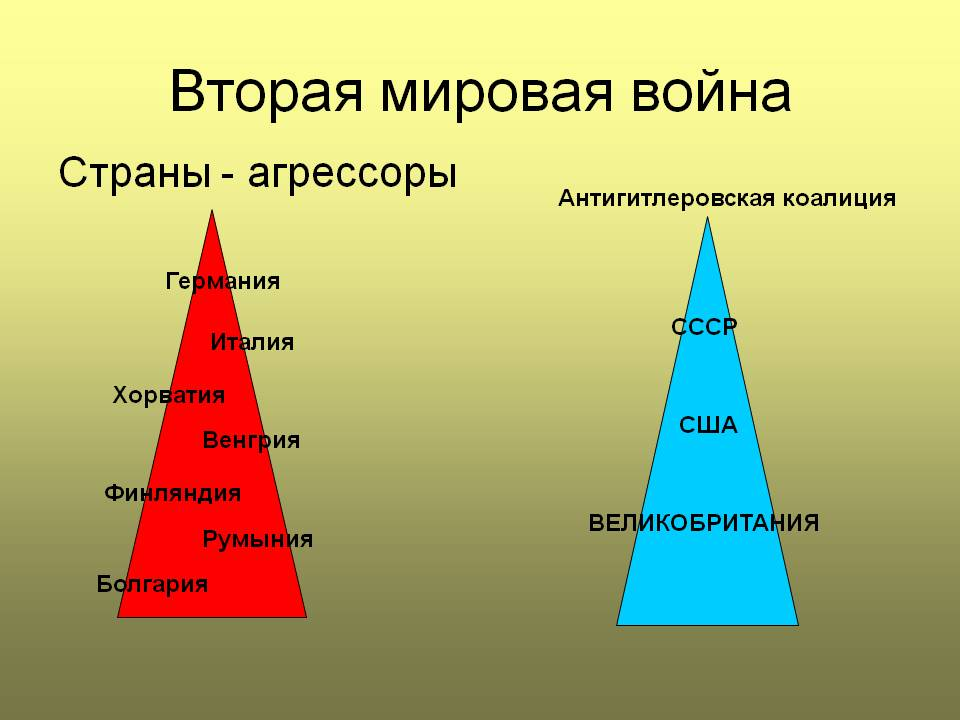 Вторая мировая война
Страны - агрессоры
Германия
Италия
Хорватия
Венгрия
Финляндия
Румыния
Болгария
Антигитлеровская коалиция
СССР
США
ВЕЛИКОБРИТАНИЯ